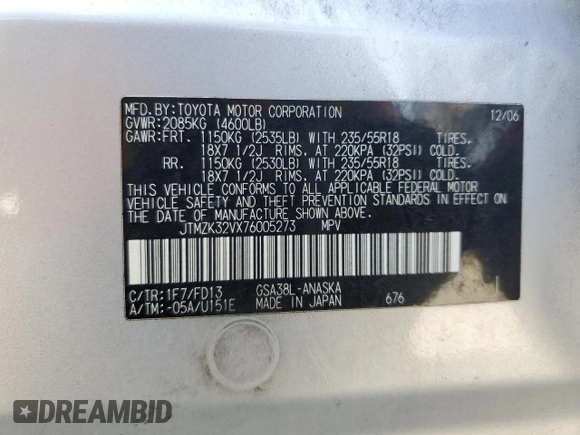 MFD.BY:TOYOTA MOTOR CORPORATION 12/06
GVWR:2085KG (4600LB)
GAWR:FRT. 1150KG (2535LB) WITH 235/55R18 TIRES.
18X7 1/2J RIMS. AT 220KPA (32PSI) COLD.
RR. 1150KG (2530LB) WITH 235/55R18 TIRES.
18X7 1/2J RIMS. AT 220KPA (32PSI) COLD.
THIS VEHICLE CONFORMS TO ALL APPLICABLE FEDERAL MOTOR
VEHICLE SAFETY AND THEFT PREVENTION STANDARDS IN EFFECT ON
THE DATE OF MANUFACTURE SHOWN ABOVE.
JTMZK32VX76005273 MPV
C/TR:1F7/FD13 GSA38L-ANASKA
A/TM:-05A/U151E MADE IN JAPAN 676
DREAMBID